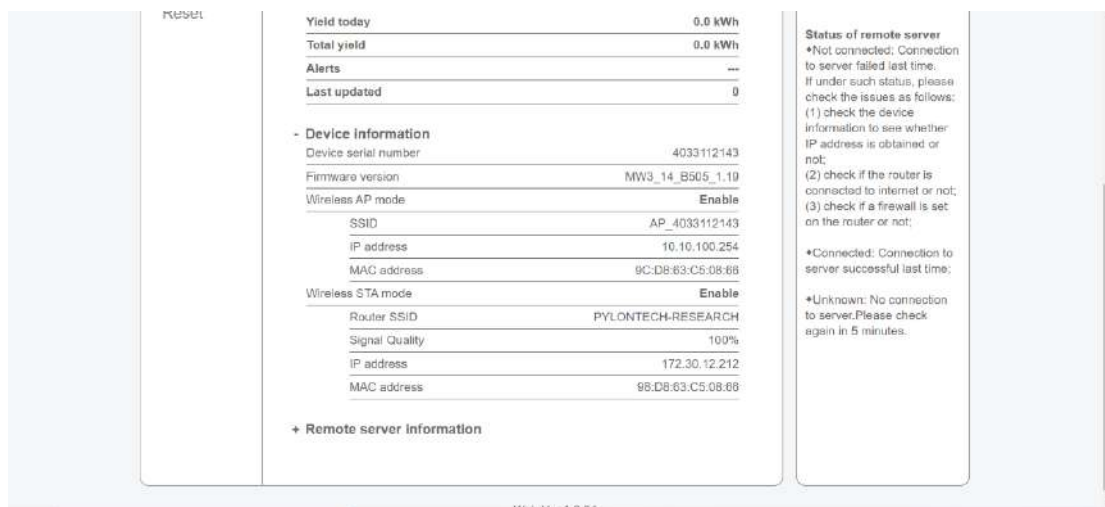 Reset
Yield today 0.0 kWh
Total yield 0.0 kWh
Alerts ---
Last updated 0
- Device information
Device serial number 4033112143
Firmware version MW3_14_B505_1.19
Wireless AP mode Enable
SSID AP_4033112143
IP address 10.10.100.254
MAC address 9C:D8:63:C5:08:66
Wireless STA mode Enable
Router SSID PYLONTECH-RESEARCH
Signal Quality 100%
IP address 172.30.12.212
MAC address 98:D8:63:C5:08:66
+ Remote server information
Status of remote server
◆Not connected: Connection
to server failed last time.
If under such status, please
check the issues as follows:
(1) check the device
information to see whether
IP address is obtained or
not;
(2) check if the router is
connected to internet or not;
(3) check if a firewall is set
on the router or not;
◆Connected: Connection to
server successful last time;
◆Unknown: No connection
to server.Please check
again in 5 minutes.